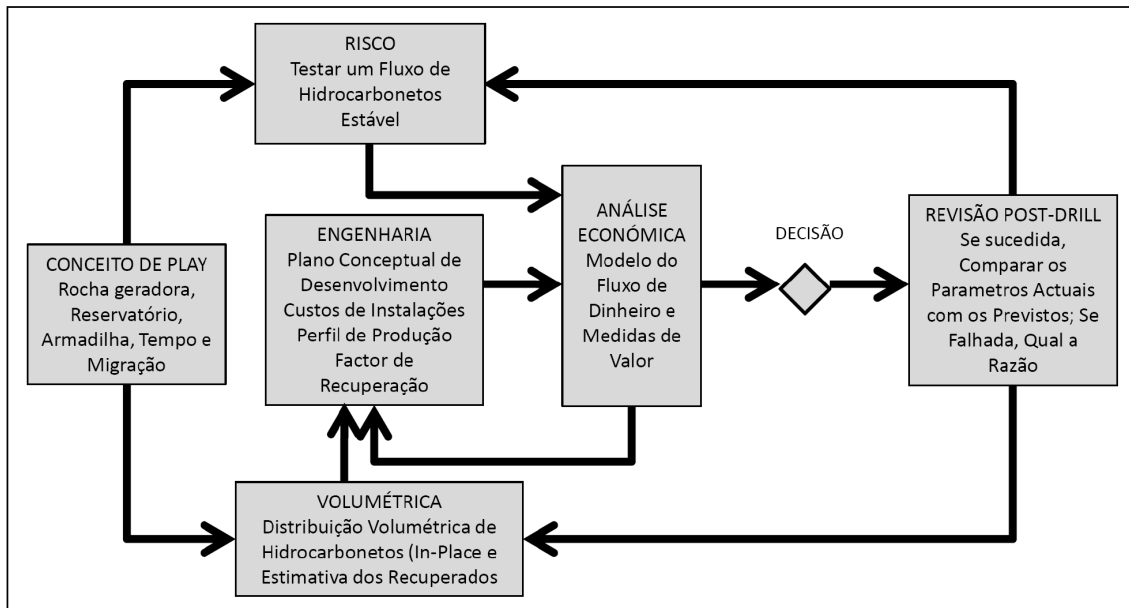 RISCO
Testar um Fluxo de
Hidrocarbonetos
Estável
CONCEITO DE PLAY
Rocha geradora,
Reservatório,
Armadilha, Tempo e
Migração
ENGENHARIA
Plano Conceptual de
Desenvolvimento
Custos de Instalações
Perfil de Produção
Factor de
Recuperação
ANÁLISE
ECONÓMICA
Modelo do
Fluxo de
Dinheiro e
Medidas de
Valor
DECISÃO
REVISÃO POST-DRILL
Se sucedida,
Comparar os
Parametros Actuais
com os Previstos; Se
Falhada, Qual a
Razão
VOLUMÉTRICA
Distribuição Volumétrica de
Hidrocarbonetos (In-Place e
Estimativa dos Recuperados